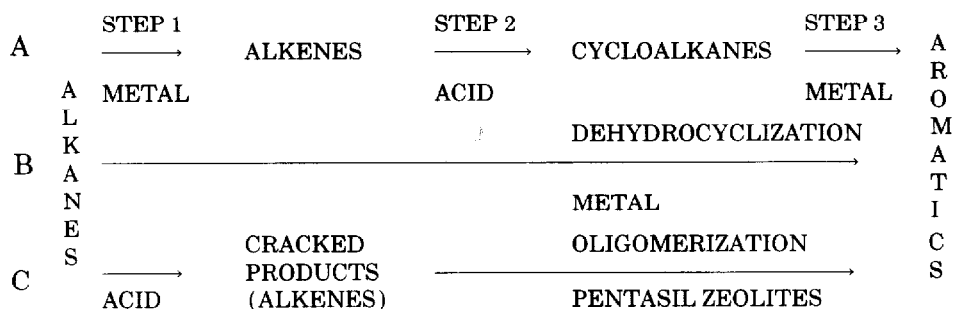 STEP 1 STEP 2 STEP 3
A ALKENES CYCLOALKANES
METAL ACID METAL
DEHYDROCYCLIZATION
B
METAL
CRACKED OLIGOMERIZATION
PRODUCTS
C (ALKENES)
ACID PENTASIL ZEOLITES
ALKANES
AROMATICS